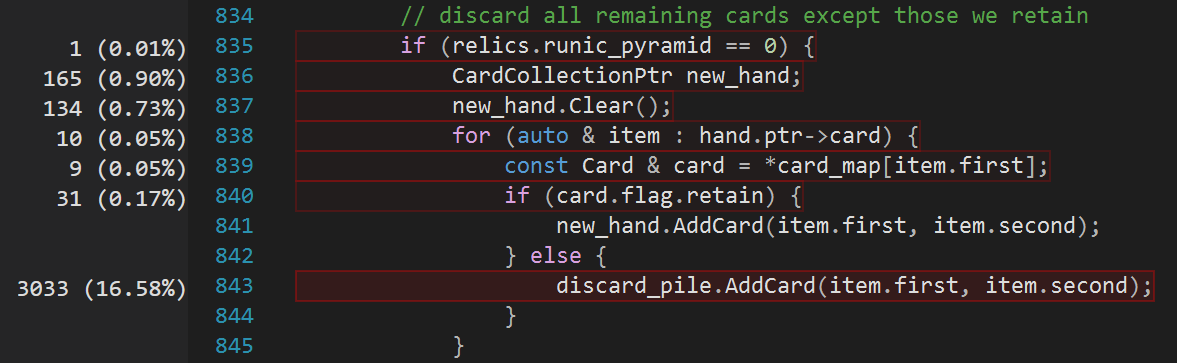 834 // discard all remaining cards except those we retain
1 (0.01%) 835 if (relics.runic_pyramid == 0) {
165 (0.90%) 836 CardCollectionPtr new_hand;
134 (0.73%) 837 new_hand.Clear();
10 (0.05%) 838 for (auto & item : hand.ptr->card) {
9 (0.05%) 839 const Card & card = *card_map[item.first];
31 (0.17%) 840 if (card.flag.retain) {
841 new_hand.AddCard(item.first, item.second);
842 } else {
3033 (16.58%) 843 discard_pile.AddCard(item.first, item.second);
844 }
845 }